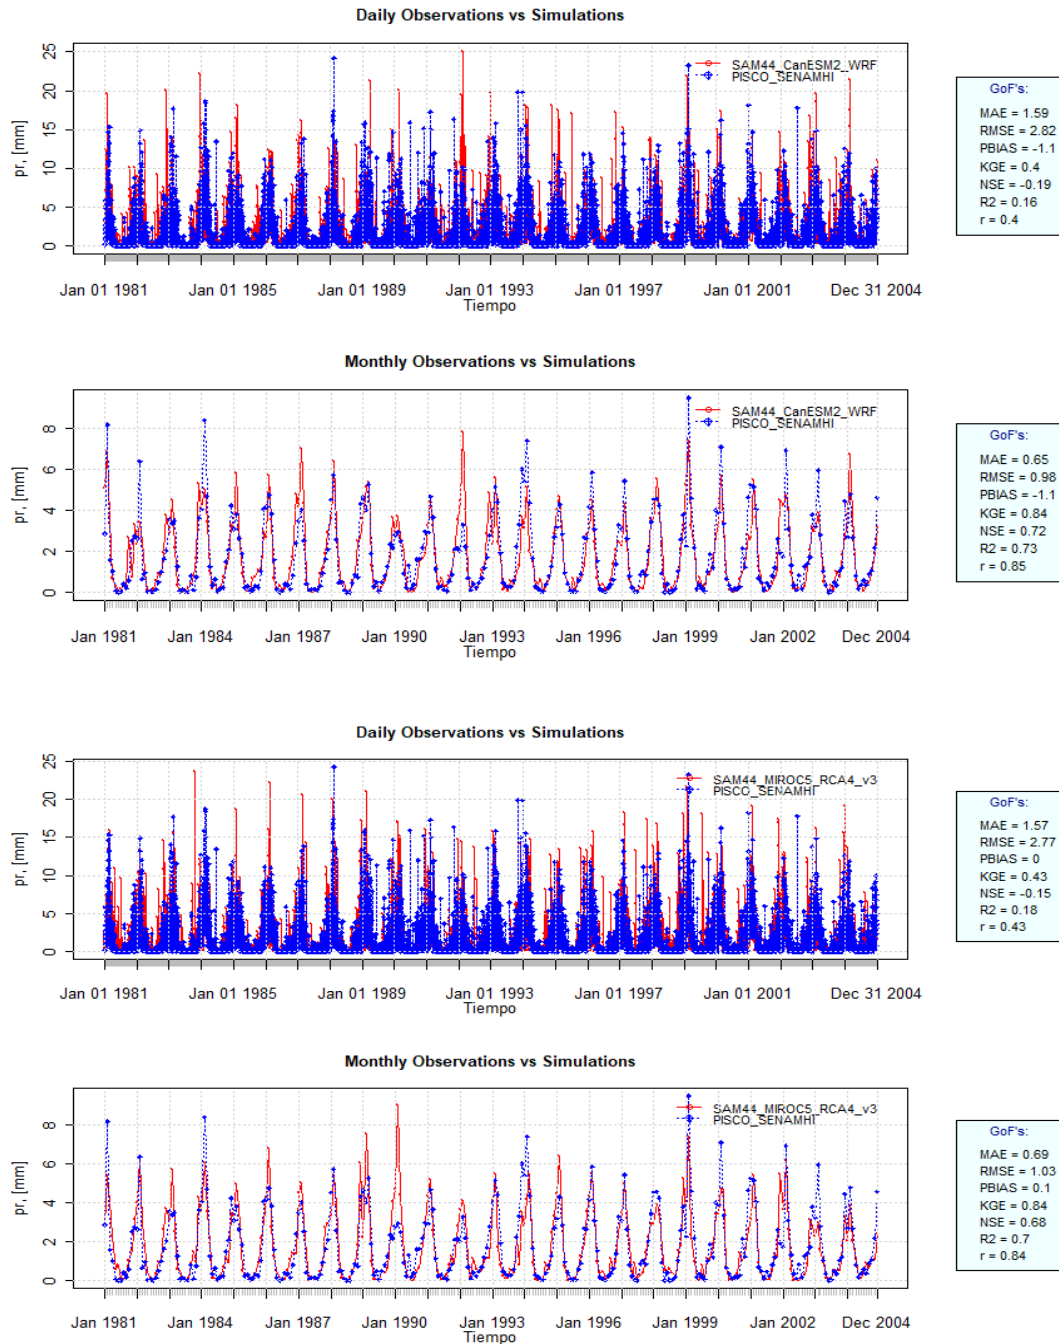 Daily Observations vs Simulations
pr, [mm]
25
20
15
10
5
0
SAM44_CanESM2_WRF
PISCO_SENAMHI
Jan 01 1981 Jan 01 1985 Jan 01 1989 Jan 01 1993 Jan 01 1997 Jan 01 2001 Dec 31 2004
Tiempo
GoF's:
MAE = 1.59
RMSE = 2.82
PBIAS = -1.1
KGE = 0.4
NSE = -0.19
R2 = 0.16
r = 0.4
Monthly Observations vs Simulations
pr, [mm]
8
6
4
2
0
SAM44_CanESM2_WRF
PISCO_SENAMHI
Jan 1981 Jan 1984 Jan 1987 Jan 1990 Jan 1993 Jan 1996 Jan 1999 Jan 2002 Dec 2004
Tiempo
GoF's:
MAE = 0.65
RMSE = 0.98
PBIAS = -1.1
KGE = 0.84
NSE = 0.72
R2 = 0.73
r = 0.85
Daily Observations vs Simulations
pr, [mm]
25
20
15
10
5
0
SAM44_MIROC5_RCA4_v3
PISCO_SENAMHI
Jan 01 1981 Jan 01 1985 Jan 01 1989 Jan 01 1993 Jan 01 1997 Jan 01 2001 Dec 31 2004
Tiempo
GoF's:
MAE = 1.57
RMSE = 2.77
PBIAS = 0
KGE = 0.43
NSE = -0.15
R2 = 0.18
r = 0.43
Monthly Observations vs Simulations
pr, [mm]
8
6
4
2
0
SAM44_MIROC5_RCA4_v3
PISCO_SENAMHI
Jan 1981 Jan 1984 Jan 1987 Jan 1990 Jan 1993 Jan 1996 Jan 1999 Jan 2002 Dec 2004
Tiempo
GoF's:
MAE = 0.69
RMSE = 1.03
PBIAS = 0.1
KGE = 0.84
NSE = 0.68
R2 = 0.7
r = 0.84